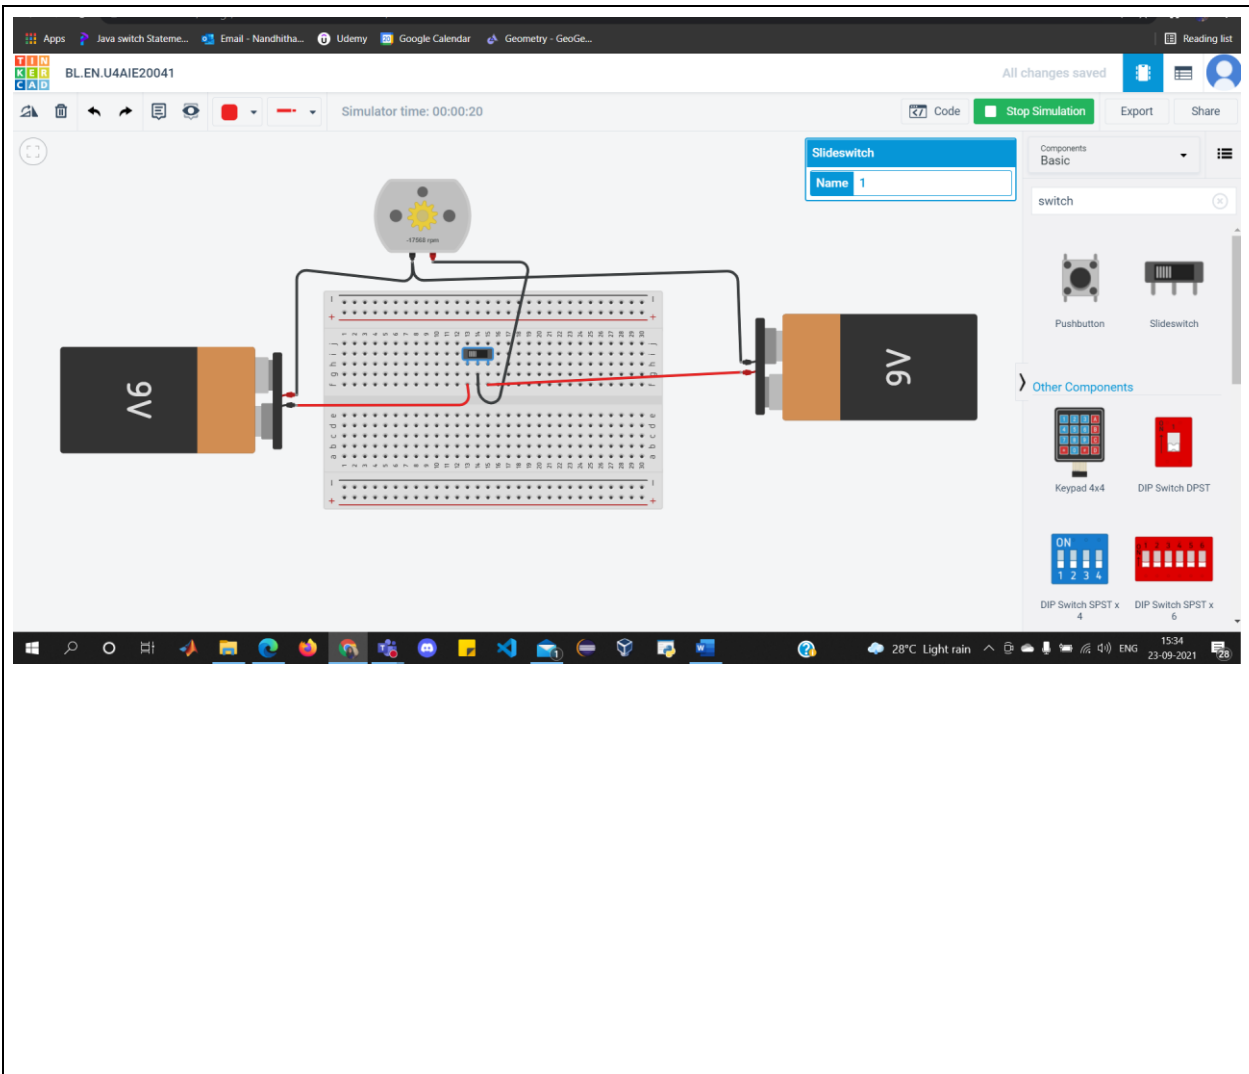 Apps Java switch Stateme... Email - Nandhitha... Udemy Google Calendar Geometry - GeoGe... Reading list
TINKERCAD BL.EN.U4AIE20041 All changes saved
Simulator time: 00:00:20 Code Stop Simulation Export Share
Slideswitch
Name 1
Components
Basic
switch
-17503 rpm
Pushbutton Slideswitch
9V
9V
Other Components
Keypad 4x4 DIP Switch DPST
ON
1 2 3 4
DIP Switch SPST x 4
DIP Switch SPST x 6
28°C Light rain ENG 15:34
23-09-2021
28